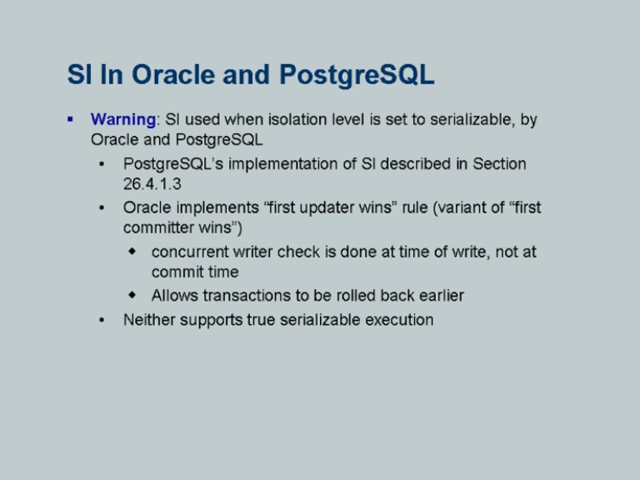 SI In Oracle and PostgreSQL
▪ Warning: SI used when isolation level is set to serializable, by
Oracle and PostgreSQL
• PostgreSQL's implementation of SI described in Section
26.4.1.3
• Oracle implements “first updater wins” rule (variant of “first
committer wins”)
◆ concurrent writer check is done at time of write, not at
commit time
◆ Allows transactions to be rolled back earlier
• Neither supports true serializable execution